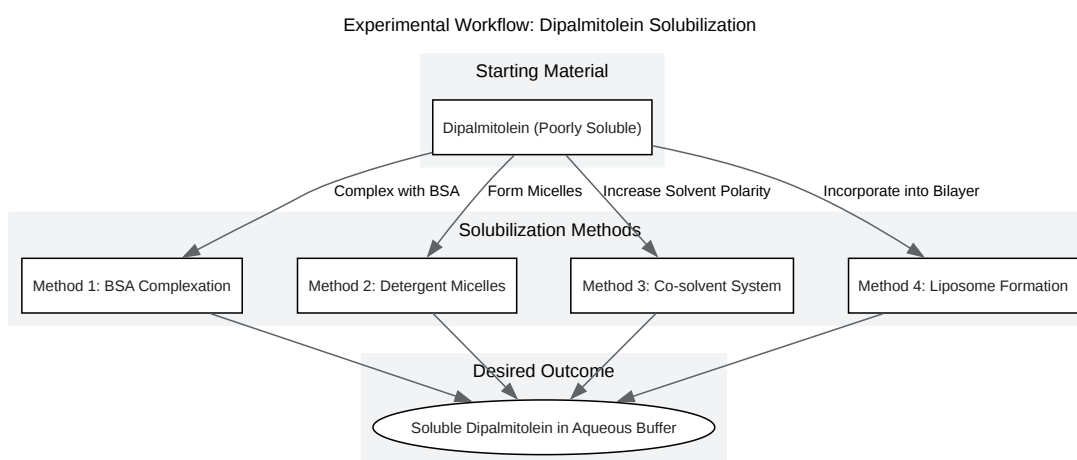 Experimental Workflow: Dipalmitolein Solubilization
Starting Material
Dipalmitolein (Poorly Soluble)
Complex with BSA
Form Micelles
Increase Solvent Polarity
Incorporate into Bilayer
Solubilization Methods
Method 1: BSA Complexation
Method 2: Detergent Micelles
Method 3: Co-solvent System
Method 4: Liposome Formation
Desired Outcome
Soluble Dipalmitolein in Aqueous Buffer